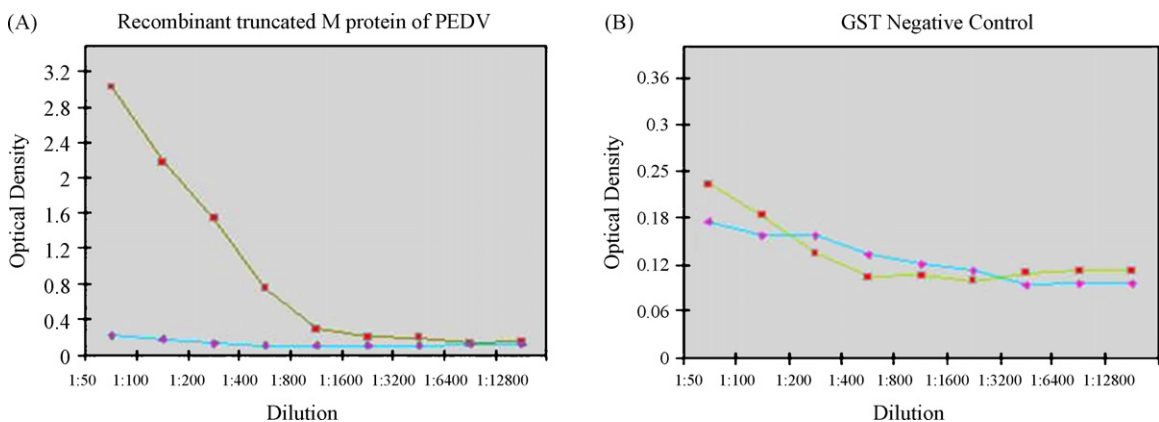 (A) Recombinant truncated M protein of PEDV
3.2
2.8
2.4
2
1.6
1.2
0.8
0.4
0
Optical Density
1:50 1:100 1:200 1:400 1:800 1:1600 1:3200 1:6400 1:12800
Dilution
(B) GST Negative Control
0.36
0.3
0.25
0.18
0.12
0.06
0
Optical Density
1:50 1:100 1:200 1:400 1:800 1:1600 1:3200 1:6400 1:12800
Dilution